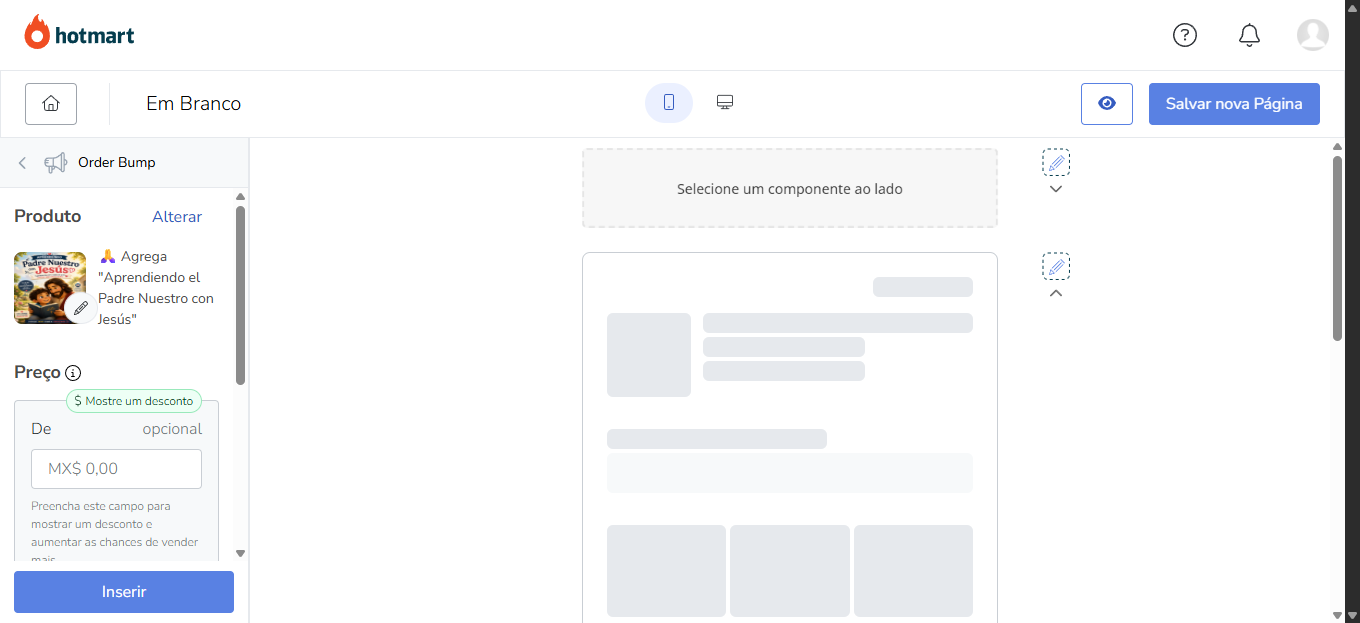 hotmart
Em Branco
Salvar nova Página
Order Bump
Produto
Alterar
Padre Nuestro
con
Jesús
🙏 Agrega
"Aprendiendo el
Padre Nuestro con
Jesús"
Preço
$ Mostre um desconto
De
opcional
MX$ 0,00
Preencha este campo para
mostrar um desconto e
aumentar as chances de vender
mais.
Inserir
Selecione um componente ao lado